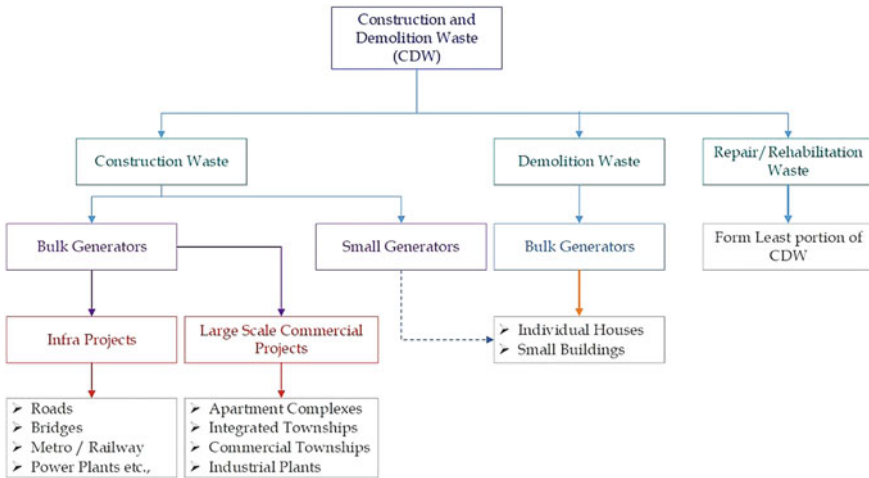 Construction and
Demolition Waste
(CDW)
Construction Waste
Demolition Waste
Repair/Rehabilitation
Waste
Bulk Generators
Small Generators
Bulk Generators
Form Least portion of
CDW
Infra Projects
Large Scale Commercial
Projects
➢ Individual Houses
➢ Small Buildings
➢ Roads
➢ Bridges
➢ Metro / Railway
➢ Power Plants etc.,
➢ Apartment Complexes
➢ Integrated Townships
➢ Commercial Townships
➢ Industrial Plants